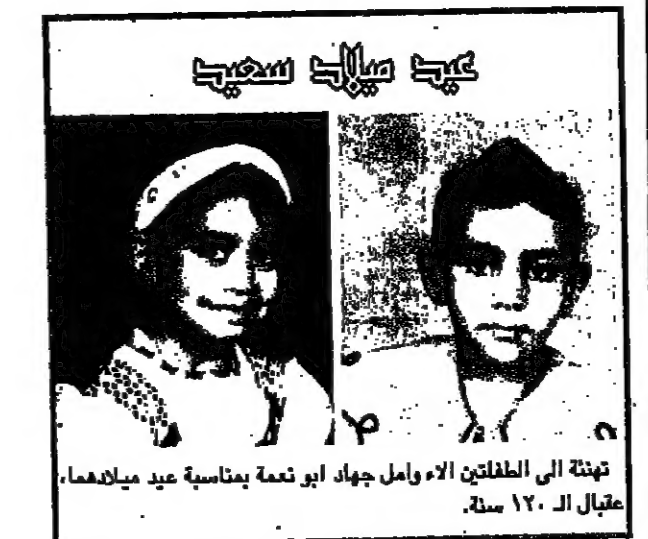 عيد ميلاد سعيد
تهنئة الى الطفلتين الاء وامل جهاد ابو نعمة بمناسبة عيد ميلادهما،
عقبال الـ ١٢٠ سنة.